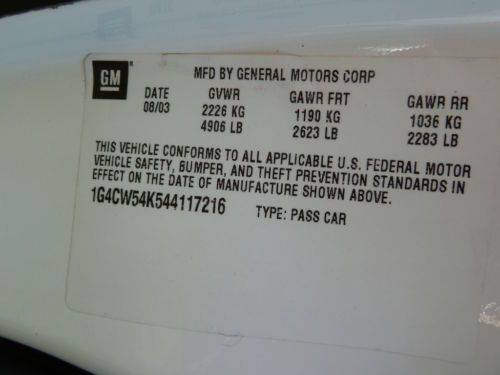 GM
MFD BY GENERAL MOTORS CORP
DATE GVWR GAWR FRT GAWR RR
08/03 2226 KG 1190 KG 1036 KG
4906 LB 2623 LB 2283 LB
THIS VEHICLE CONFORMS TO ALL APPLICABLE U.S. FEDERAL MOTOR
VEHICLE SAFETY, BUMPER, AND THEFT PREVENTION STANDARDS IN
EFFECT ON THE DATE OF MANUFACTURE SHOWN ABOVE.
1G4CW54K544117216 TYPE: PASS CAR